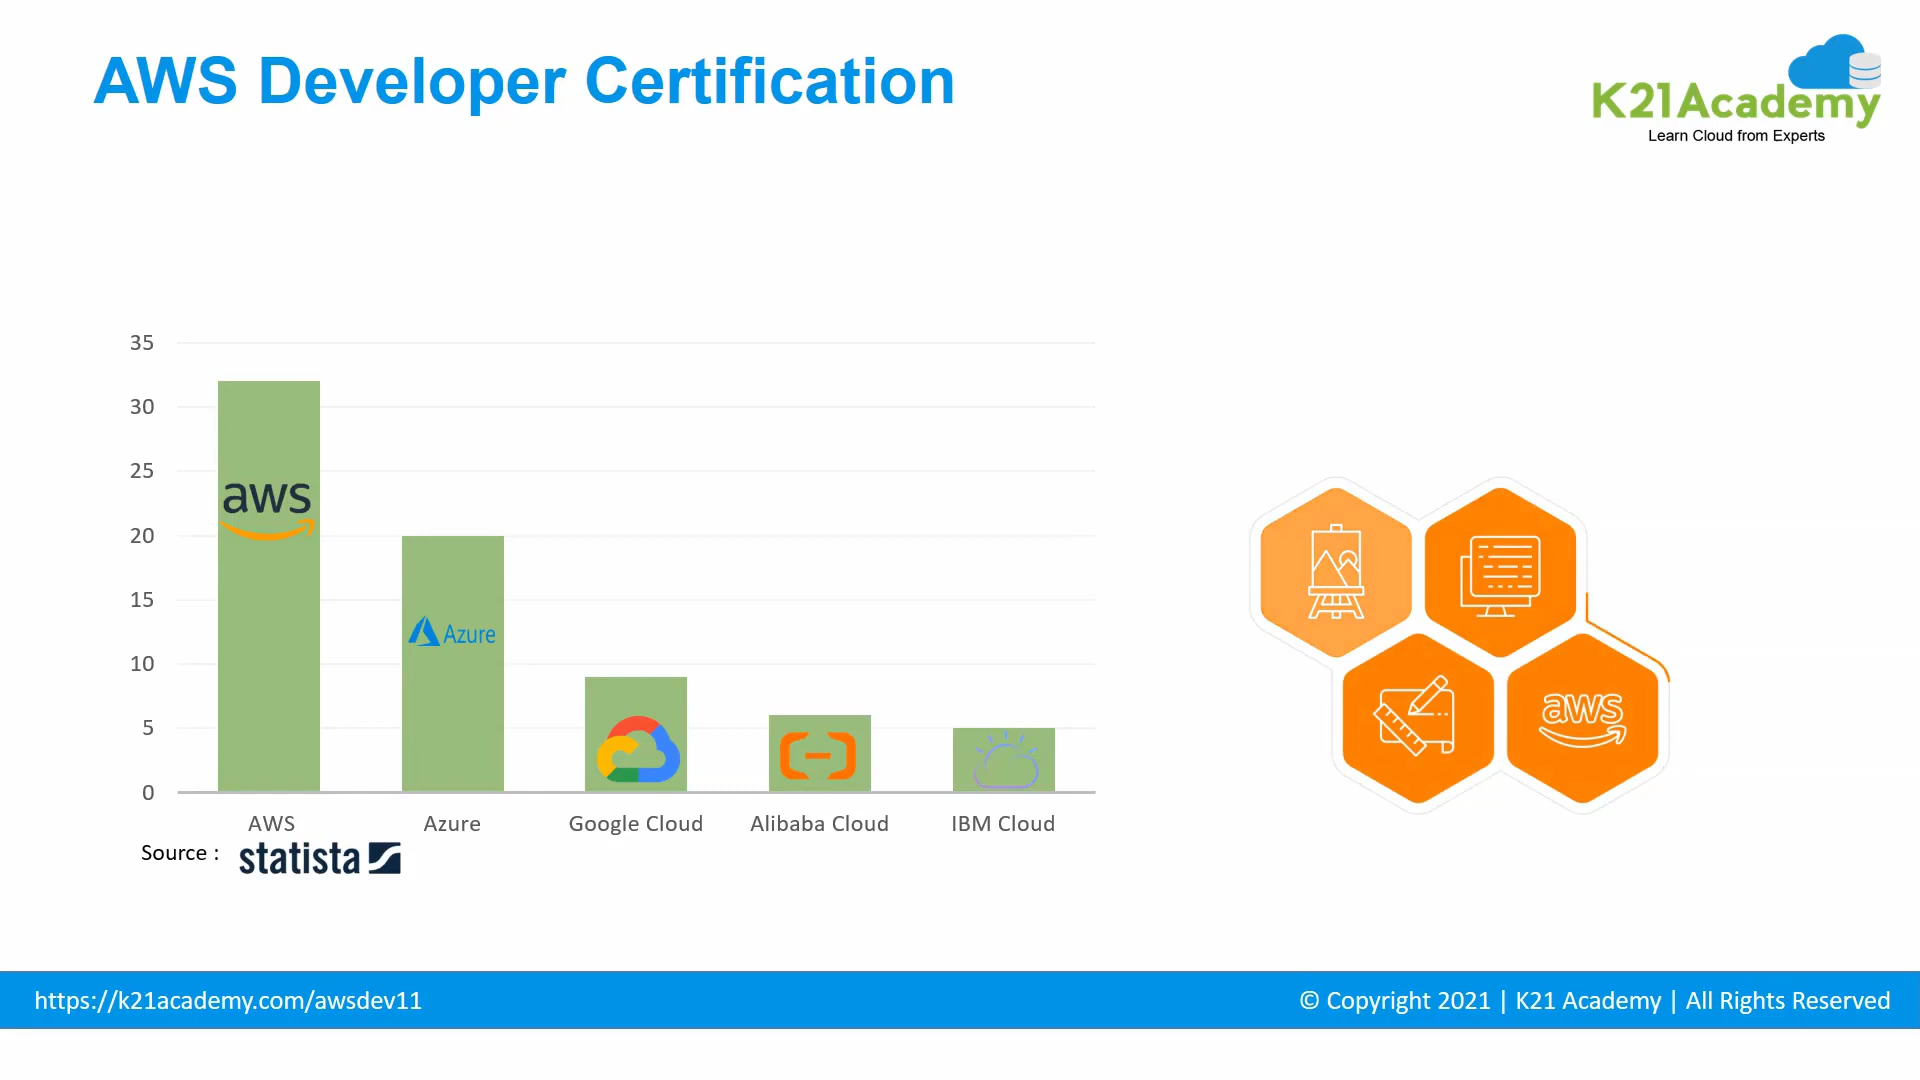 AWS Developer Certification
K21Academy
Learn Cloud from Experts
35
30
25
20
15
10
5
0
aws
Azure
AWS
Azure
Google Cloud
Alibaba Cloud
IBM Cloud
Source :
statista
aws
https://k21academy.com/awsdev11
© Copyright 2021 | K21 Academy | All Rights Reserved